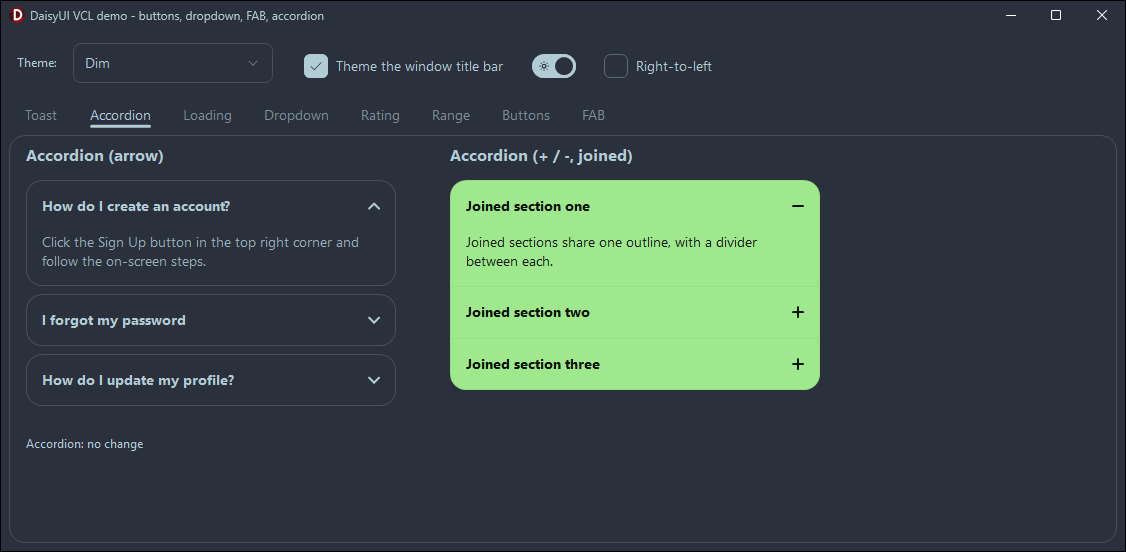 DaisyUI VCL demo - buttons, dropdown, FAB, accordion
Theme: Dim Theme the window title bar Right-to-left
Toast Accordion Loading Dropdown Rating Range Buttons FAB
Accordion (arrow)
How do I create an account?
Click the Sign Up button in the top right corner and
follow the on-screen steps.
I forgot my password
How do I update my profile?
Accordion: no change
Accordion (+ / -, joined)
Joined section one
Joined sections share one outline, with a divider
between each.
Joined section two
Joined section three